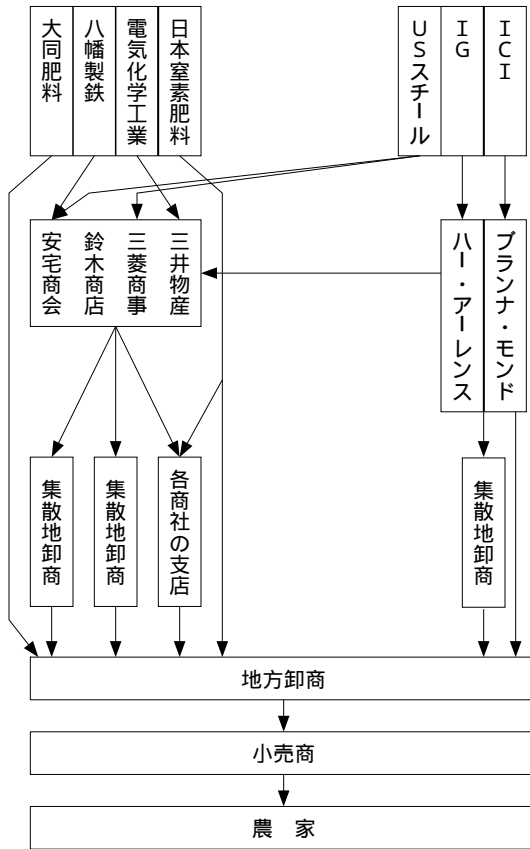 大同肥料
八幡製鉄
電気化学工業
日本窒素肥料
USスチール
IG
ICI
安宅商会
鈴木商店
三菱商事
三井物産
ハー・アーレンス
ブランナ・モンド
集散地卸商
集散地卸商
各商社の支店
集散地卸商
地方卸商
小売商
農　家